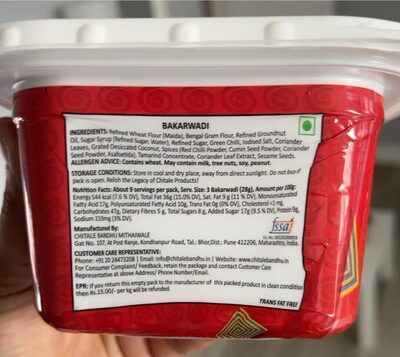 BAKARWADI
INGREDIENTS: Refined Wheat Flour (Maida), Bengal Gram Flour, Refined Groundnut
Oil, Sugar Syrup (Refined Sugar, Water), Refined Sugar, Green Chilli, Iodised Salt, Coriander
Leaves, Grated Desiccated Coconut, Spices (Red Chilli Powder, Cumin Seed Powder, Coriander
Seed Powder, Asafoetida), Tamarind Concentrate, Coriander Leaf Extract, Sesame Seeds.
ALLERGEN ADVICE: Contains wheat. May contain milk, tree nuts, soy, peanut.
STORAGE CONDITIONS: Store in cool and dry place, away from direct sunlight. Do not buy if
pack is open. Relish the Legacy of Chitale Products!
Nutrition Facts: About 9 servings per pack, Serv. Size: 3 Bakarwadi (28g), Amount per 100g:
Energy 544 kcal (7.6 % DV), Total Fat 36g (15.0% DV), Sat. Fat 9 g (11 % DV), Monounsaturated
Fatty Acid 17g, Polyunsaturated Fatty Acid 10g, Trans Fat 0g (0% DV), Cholesterol <1 mg,
Carbohydrates 47g, Dietary Fibres 5 g, Total Sugars 8 g, Added Sugar 17g (9.5 % DV), Protein 9g,
Sodium 219mg (3% DV).
Manufactured by:
CHITALE BANDHU MITHAIWALE
Gat No. 107, At Post Ranje, Kondhanpur Road, Tal.: Bhor, Dist.: Pune 412206, Maharashtra, India.
fssai
CUSTOMER CARE REPRESENTATIVE:
Phone: +91 20 24473208 | Email: info@chitalebandhu.in | Website: www.chitalebandhu.in
For Consumer Complaint/ Feedback, retain the package and contact Customer Care
Representative at above Address/ Phone Number/Email.
EPR: If you return this empty pack to the manufacturer of this packed product in clean condition
then Rs.15.00/- per kg will be refunded.
TRANS FAT FREE